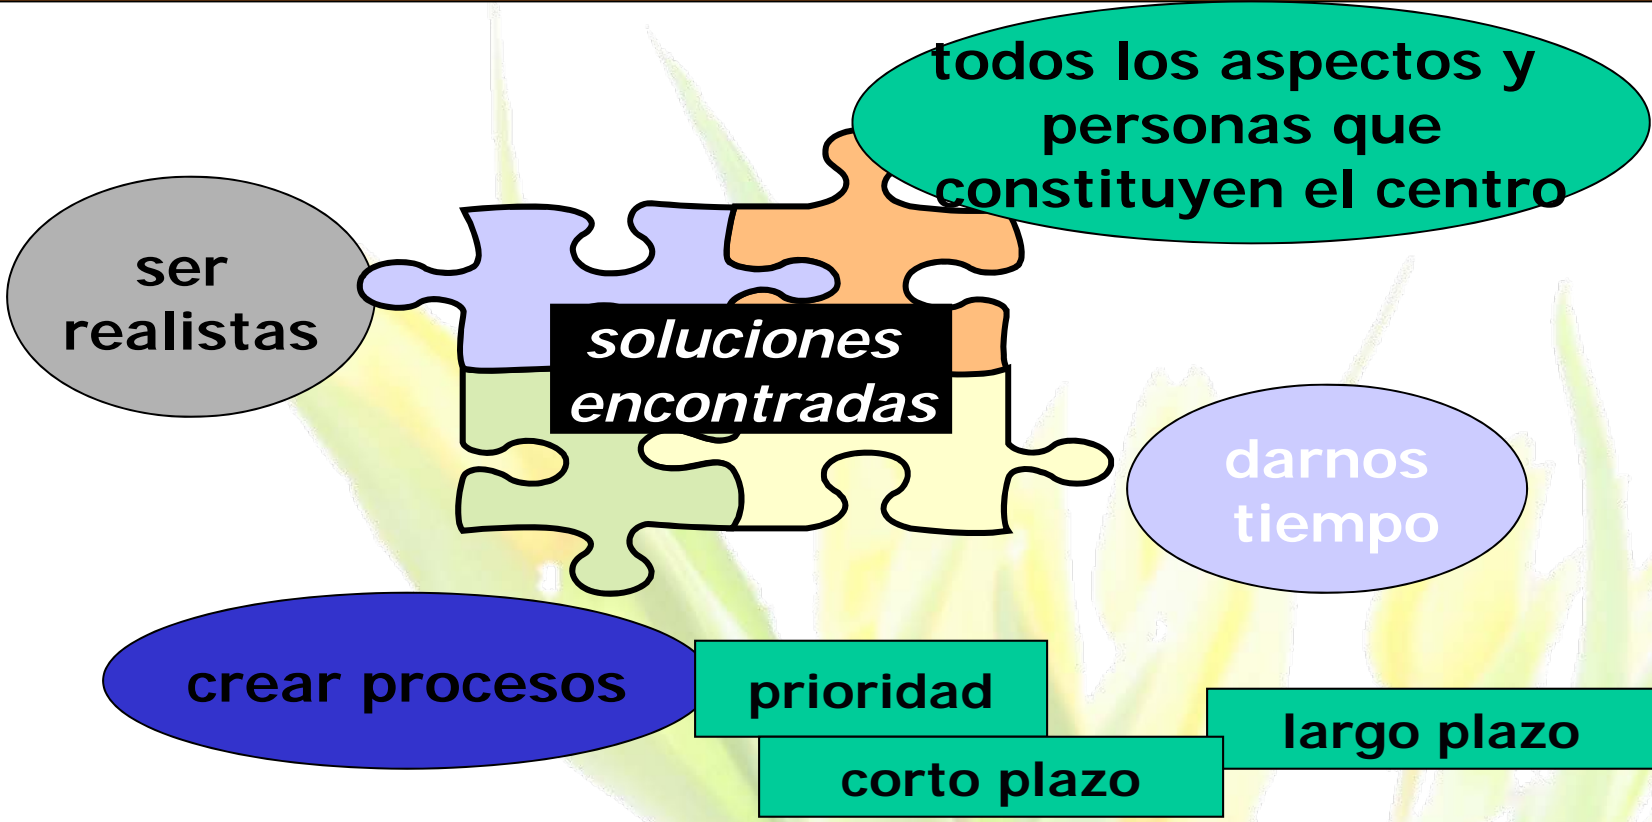 todos los aspectos y
personas que
constituyen el centro
ser
realistas
soluciones
encontradas
darnos
tiempo
crear procesos
prioridad
largo plazo
corto plazo